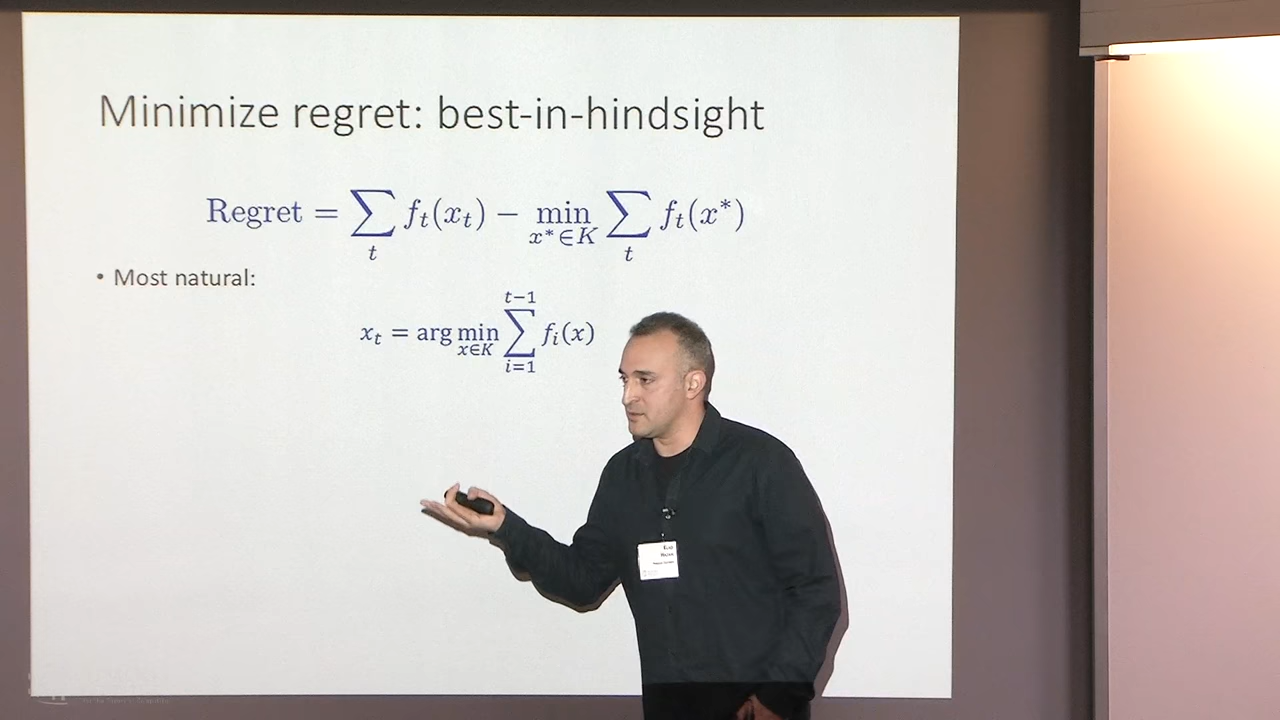 Minimize regret: best-in-hindsight
Regret = ∑_t f_t(x_t) − min_{x*∈K} ∑_t f_t(x*)
• Most natural:
x_t = arg min_{x∈K} ∑_{i=1}^{t−1} f_i(x)